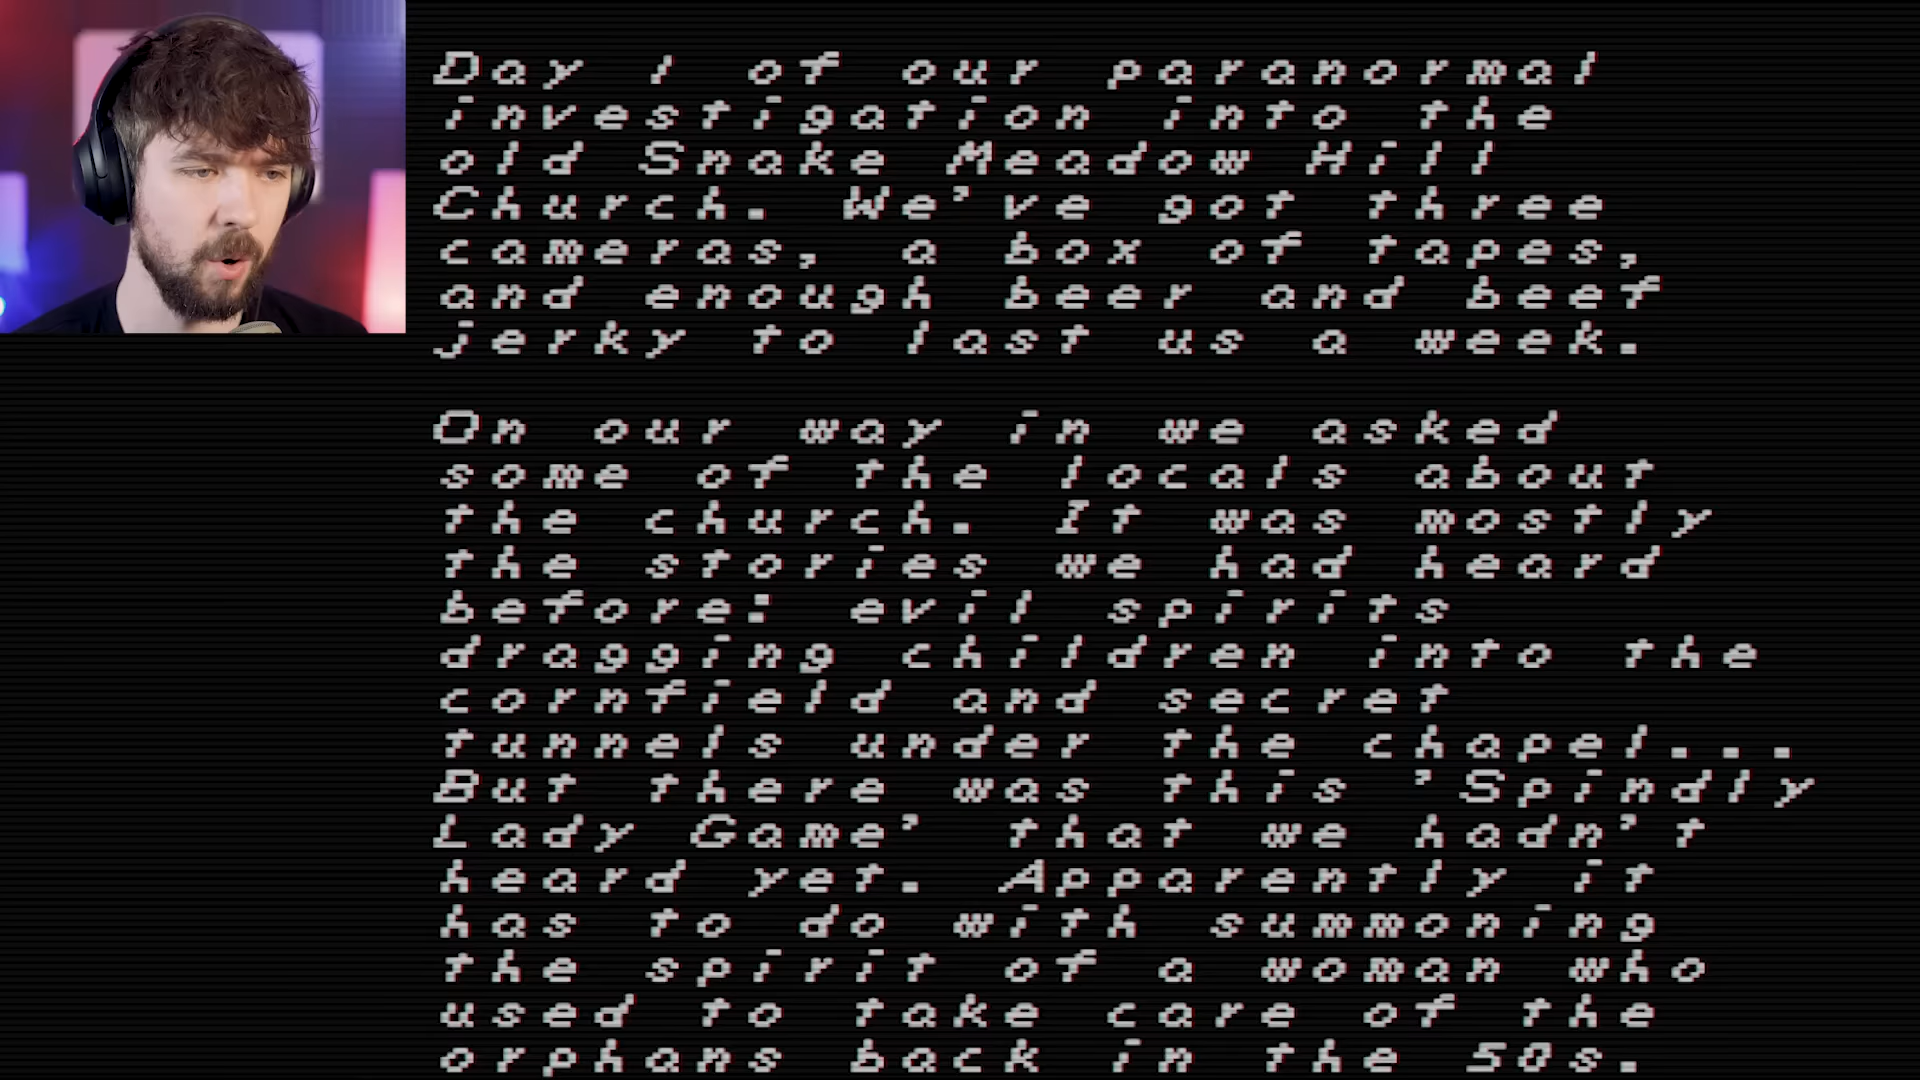 Day 1 of our paranormal
investigation into the
old Snake Meadow Hill
Church. We've got three
cameras, a box of tapes,
and enough beer and beef
jerky to last us a week.
On our way in we asked
some of the locals about
the church. It was mostly
the stories we had heard
before: evil spirits
dragging children into the
cornfield and secret
tunnels under the chapel...
But there was this 'Spindly
Lady Game' that we hadn't
heard yet. Apparently it
has to do with summoning
the spirit of a woman who
used to take care of the
orphans back in the 50s.